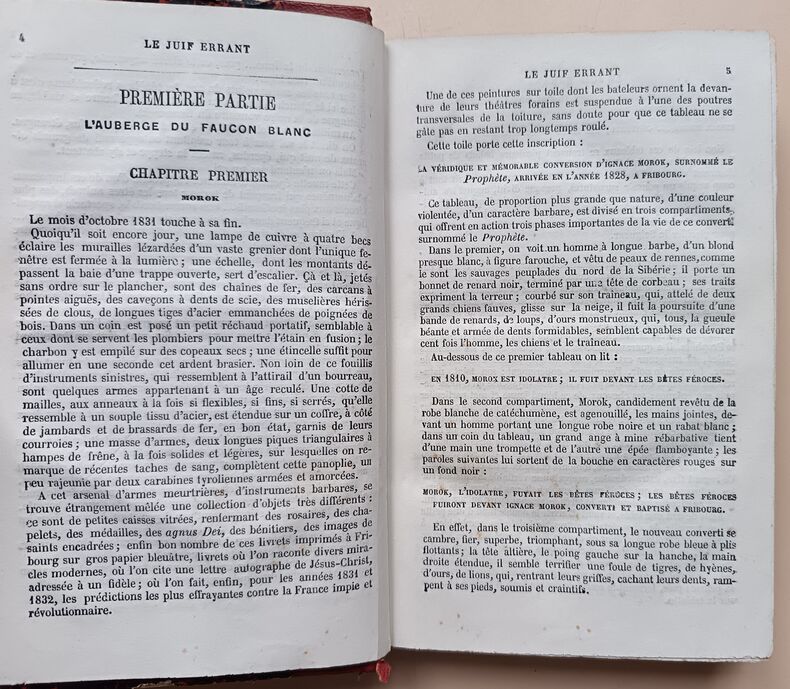 4
LE JUIF ERRANT
PREMIÈRE PARTIE
L'AUBERGE DU FAUCON BLANC
CHAPITRE PREMIER
MOROK
Le mois d'octobre 1831 touche à sa fin.
Quoiqu'il soit encore jour, une lampe de cuivre à quatre becs
éclaire les murailles lézardées d'un vaste grenier dont l'unique fe-
nêtre est fermée à la lumière ; une échelle, dont les montants dé-
passent la baie d'une trappe ouverte, sert d'escalier. Çà et là, jetés
sans ordre sur le plancher, sont des chaînes de fer, des carcans à
pointes aiguës, des caveçons à dents de scie, des muselières héris-
sées de clous, de longues tiges d'acier emmanchées de poignées de
bois. Dans un coin est posé un petit réchaud portatif, semblable à
ceux dont se servent les plombiers pour mettre l'étain en fusion ; le
charbon y est empilé sur des copeaux secs ; une étincelle suffit pour
allumer en une seconde cet ardent brasier. Non loin de ce fouillis
d'instruments sinistres, qui ressemblent à l'attirail d'un bourreau,
sont quelques armes appartenant à un âge reculé. Une cotte de
mailles, aux anneaux à la fois si flexibles, si fins, si serrés, qu'elle
ressemble à un souple tissu d'acier, est étendue sur un coffre, à côté
de jambards et de brassards de fer, en bon état, garnis de leurs
courroies ; une masse d'armes, deux longues piques triangulaires à
hampes de frêne, à la fois solides et légères, sur lesquelles on re-
marque de récentes taches de sang, complètent cette panoplie, un
peu rajeunie par deux carabines tyroliennes armées et amorcées.
A cet arsenal d'armes meurtrières, d'instruments barbares, se
trouve étrangement mêlée une collection d'objets très différents :
ce sont de petites caisses vitrées, renfermant des rosaires, des cha-
pelets, des médailles, des agnus Dei, des bénitiers, des images de
saints encadrées ; enfin bon nombre de ces livrets imprimés à Fri-
bourg sur gros papier bleuâtre, livrets où l'on raconte divers mira-
cles modernes, où l'on cite une lettre autographe de Jésus-Christ,
adressée à un fidèle; où l'on fait, enfin, pour les années 1831 et
1832, les prédictions les plus effrayantes contre la France impie et
révolutionnaire.
LE JUIF ERRANT
5
Une de ces peintures sur toile dont les bateleurs ornent la devan-
ture de leurs théâtres forains est suspendue à l'une des poutres
transversales de la toiture, sans doute pour que ce tableau ne se
gâte pas en restant trop longtemps roulé.
Cette toile porte cette inscription :
LA VÉRIDIQUE ET MÉMORABLE CONVERSION D'IGNACE MOROK, SURNOMMÉ LE
Prophète, ARRIVÉE EN L'ANNÉE 1828, A FRIBOURG.
Ce tableau, de proportion plus grande que nature, d'une couleur
violentée, d'un caractère barbare, est divisé en trois compartiments,
qui offrent en action trois phases importantes de la vie de ce converti
surnommé le Prophète.
Dans le premier, on voit un homme à longue barbe, d'un blond
presque blanc, à figure farouche, et vêtu de peaux de rennes, comme
le sont les sauvages peuplades du nord de la Sibérie ; il porte un
bonnet de renard noir, terminé par une tête de corbeau ; ses traits
expriment la terreur ; courbé sur son traîneau, qui, attelé de deux
grands chiens fauves, glisse sur la neige, il fuit la poursuite d'une
bande de renards, de loups, d'ours monstrueux, qui, tous, la gueule
béante et armée de dents formidables, semblent capables de dévorer
cent fois l'homme, les chiens et le traîneau.
Au-dessous de ce premier tableau on lit :
EN 1810, MOROK EST IDOLATRE ; IL FUIT DEVANT LES BÊTES FÉROCES.
Dans le second compartiment, Morok, candidement revêtu de la
robe blanche de catéchumène, est agenouillé, les mains jointes, de-
vant un homme portant une longue robe noire et un rabat blanc ;
dans un coin du tableau, un grand ange à mine rébarbative tient
d'une main une trompette et de l'autre une épée flamboyante ; les
paroles suivantes lui sortent de la bouche en caractères rouges sur
un fond noir :
MOROK, L'IDOLATRE, FUYAIT LES BÊTES FÉROCES ; LES BÊTES FÉROCES
FUIRONT DEVANT IGNACE MOROK, CONVERTI ET BAPTISÉ A FRIBOURG.
En effet, dans le troisième compartiment, le nouveau converti se
cambre, fier, superbe, triomphant, sous sa longue robe bleue à plis
flottants ; la tête altière, le poing gauche sur la hanche, la main
droite étendue, il semble terrifier une foule de tigres, de hyènes,
d'ours, de lions, qui, rentrant leurs griffes, cachant leurs dents, ram-
pent à ses pieds, soumis et craintifs.